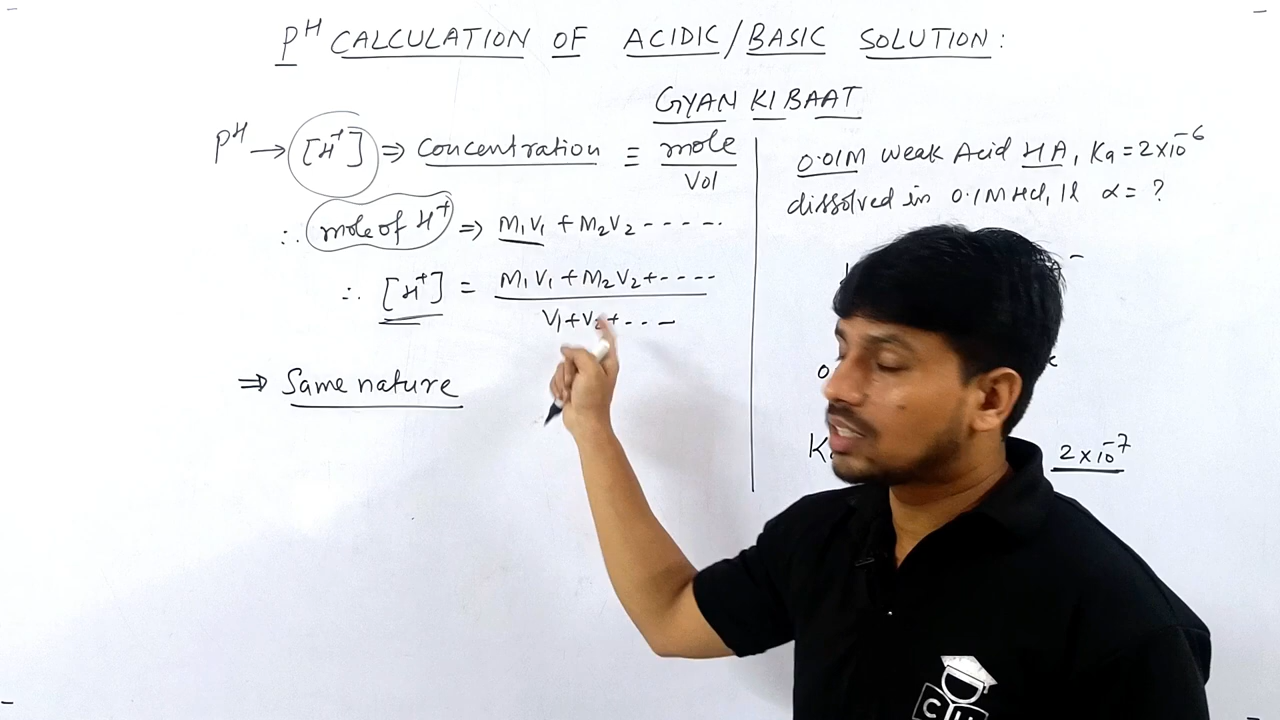 pH CALCULATION OF ACIDIC/BASIC SOLUTION:
GYAN KI BAAT
pH → [H⁺] ⇒ Concentration ≡ mole/Vol
∴ mole of H⁺ ⇒ M₁V₁ + M₂V₂ -----
∴ [H⁺] = M₁V₁ + M₂V₂ + ---- / V₁+V₂+ ---
⇒ Same nature
0.01M weak Acid HA, Ka = 2×10⁻⁶
dissolved in 0.1M HCl, 1l α = ?
A⁻
0
K
2×10⁻⁷
C